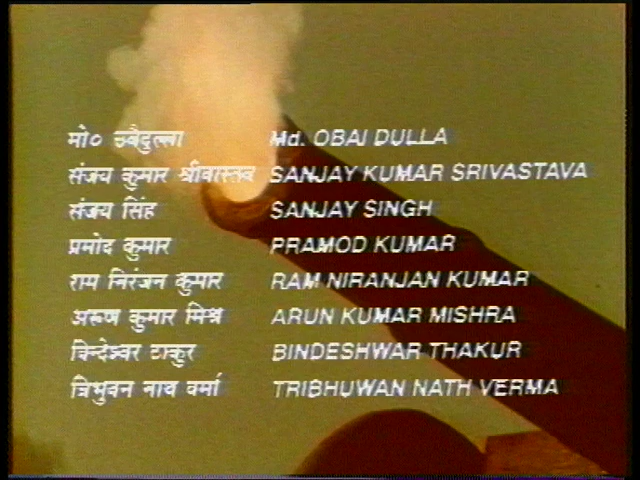 मो० उबैदुल्ला Md. OBAI DULLA
संजय कुमार श्रीवास्तव SANJAY KUMAR SRIVASTAVA
संजय सिंह SANJAY SINGH
प्रमोद कुमार PRAMOD KUMAR
राम निरंजन कुमार RAM NIRANJAN KUMAR
अरूण कुमार मिश्र ARUN KUMAR MISHRA
बिन्देश्वर ठाकुर BINDESHWAR THAKUR
त्रिभुवन नाथ वर्मा TRIBHUWAN NATH VERMA